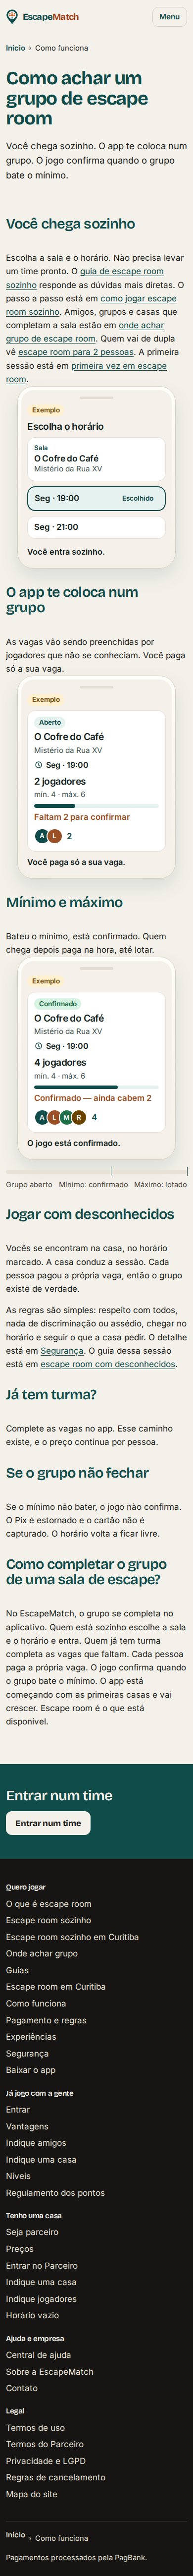 EscapeMatch
Menu
Início › Como funciona
Como achar um
grupo de escape
room
Você chega sozinho. O app te coloca num
grupo. O jogo confirma quando o grupo
bate o mínimo.
Você chega sozinho
Escolha a sala e o horário. Não precisa levar
um time pronto. O guia de escape room
sozinho responde as dúvidas mais diretas. O
passo a passo está em como jogar escape
room sozinho. Amigos, grupos e casas que
completam a sala estão em onde achar
grupo de escape room. Quem vai de dupla
vê escape room para 2 pessoas. A primeira
sessão está em primeira vez em escape
room.
Exemplo
Escolha o horário
Sala
O Cofre do Café
Mistério da Rua XV
Seg · 19:00
Escolhido
Seg · 21:00
Você entra sozinho.
O app te coloca num
grupo
As vagas vão sendo preenchidas por
jogadores que não se conheciam. Você paga
só a sua vaga.
Exemplo
Aberto
O Cofre do Café
Mistério da Rua XV
Seg · 19:00
2 jogadores
mín. 4 · máx. 6
Faltam 2 para confirmar
A L 2
Você paga só a sua vaga.
Mínimo e máximo
Bateu o mínimo, está confirmado. Quem
chega depois paga na hora, até lotar.
Exemplo
Confirmado
O Cofre do Café
Mistério da Rua XV
Seg · 19:00
4 jogadores
mín. 4 · máx. 6
Confirmado — ainda cabem 2
A L M R 4
O jogo está confirmado.
Grupo aberto Mínimo: confirmado Máximo: lotado
Jogar com desconhecidos
Vocês se encontram na casa, no horário
marcado. A casa conduz a sessão. Cada
pessoa pagou a própria vaga, então o grupo
existe de verdade.
As regras são simples: respeito com todos,
nada de discriminação ou assédio, chegar no
horário e seguir o que a casa pedir. O detalhe
está em Segurança. O guia dessa sessão
está em escape room com desconhecidos.
Já tem turma?
Complete as vagas no app. Esse caminho
existe, e o preço continua por pessoa.
Se o grupo não fechar
Se o mínimo não bater, o jogo não confirma.
O Pix é estornado e o cartão não é
capturado. O horário volta a ficar livre.
Como completar o grupo
de uma sala de escape?
No EscapeMatch, o grupo se completa no
aplicativo. Quem está sozinho escolhe a sala
e o horário e entra. Quem já tem turma
completa as vagas que faltam. Cada pessoa
paga a própria vaga. O jogo confirma quando
o grupo bate o mínimo. O app está
começando com as primeiras casas e vai
crescer. Escape room é o que está
disponível.
Entrar num time
Entrar num time
Quero jogar
O que é escape room
Escape room sozinho
Escape room sozinho em Curitiba
Onde achar grupo
Guias
Escape room em Curitiba
Como funciona
Pagamento e regras
Experiências
Segurança
Baixar o app
Já jogo com a gente
Entrar
Vantagens
Indique amigos
Indique uma casa
Níveis
Regulamento dos pontos
Tenho uma casa
Seja parceiro
Preços
Entrar no Parceiro
Indique uma casa
Indique jogadores
Horário vazio
Ajuda e empresa
Central de ajuda
Sobre a EscapeMatch
Contato
Legal
Termos de uso
Termos do Parceiro
Privacidade e LGPD
Regras de cancelamento
Mapa do site
Início › Como funciona
Pagamentos processados pela PagBank.